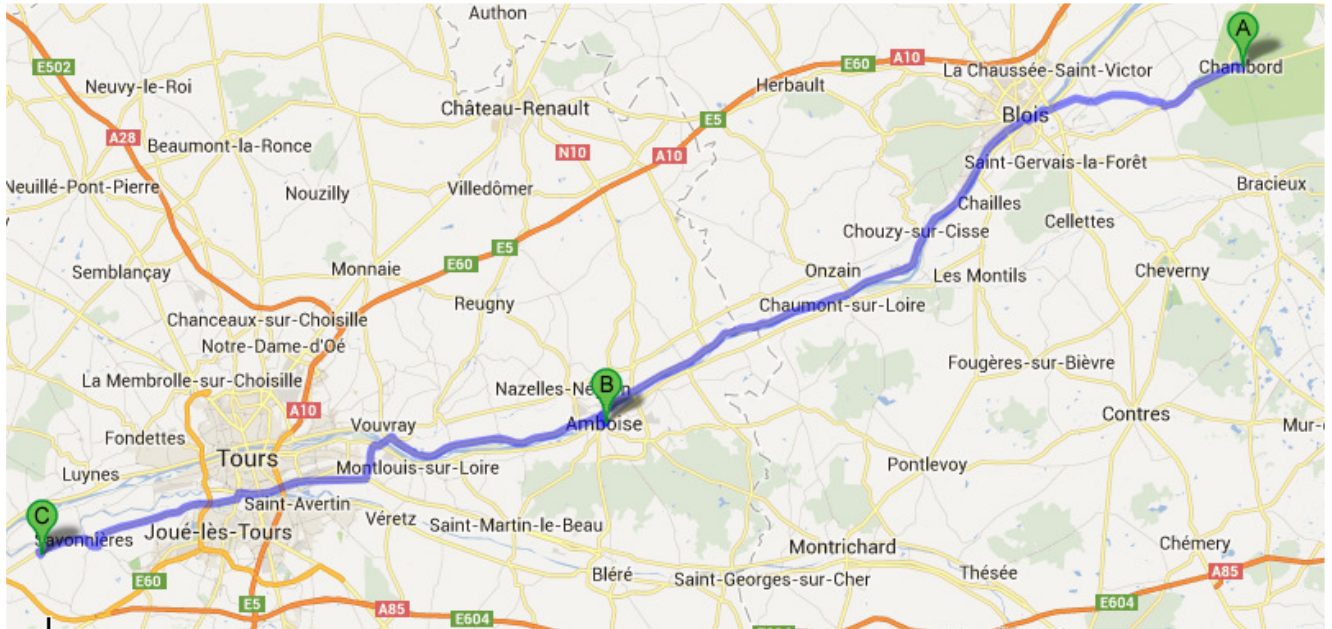 Authon
A
E502
E60
A10
La Chaussée-Saint-Victor
Chambord
Neuvy-le-Roi
Herbault
Château-Renault
Blois
E5
A28
Beaumont-la-Ronce
N10
A10
Saint-Gervais-la-Forêt
Neuillé-Pont-Pierre
Nouzilly
Villedômer
Bracieux
Chailles
Cellettes
Chouzy-sur-Cisse
E5
E60
Semblançay
Monnaie
Onzain
Les Montils
Cheverny
Reugny
Chaumont-sur-Loire
Chanceaux-sur-Choisille
Notre-Dame-d'Oé
Fougères-sur-Bièvre
La Membrolle-sur-Choisille
B
A10
Contres
Vouvray
Amboise
Fondettes
Tours
Pontlevoy
Luynes
Montlouis-sur-Loire
Saint-Avertin
C
Véretz
Saint-Martin-le-Beau
Joué-lès-Tours
Savonnières
Montrichard
Chémery
E60
Bléré
Saint-Georges-sur-Cher
Thésée
A85
E5
A85
E604
E604